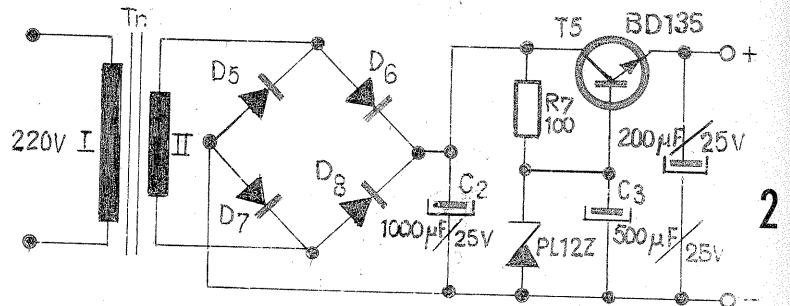 Tn
T5
BD135
D5
D6
R7
100
+
220V
I
II
200µF
25V
D7
D8
C2
1000µF
25V
PL12Z
C3
500µF
25V
2
-